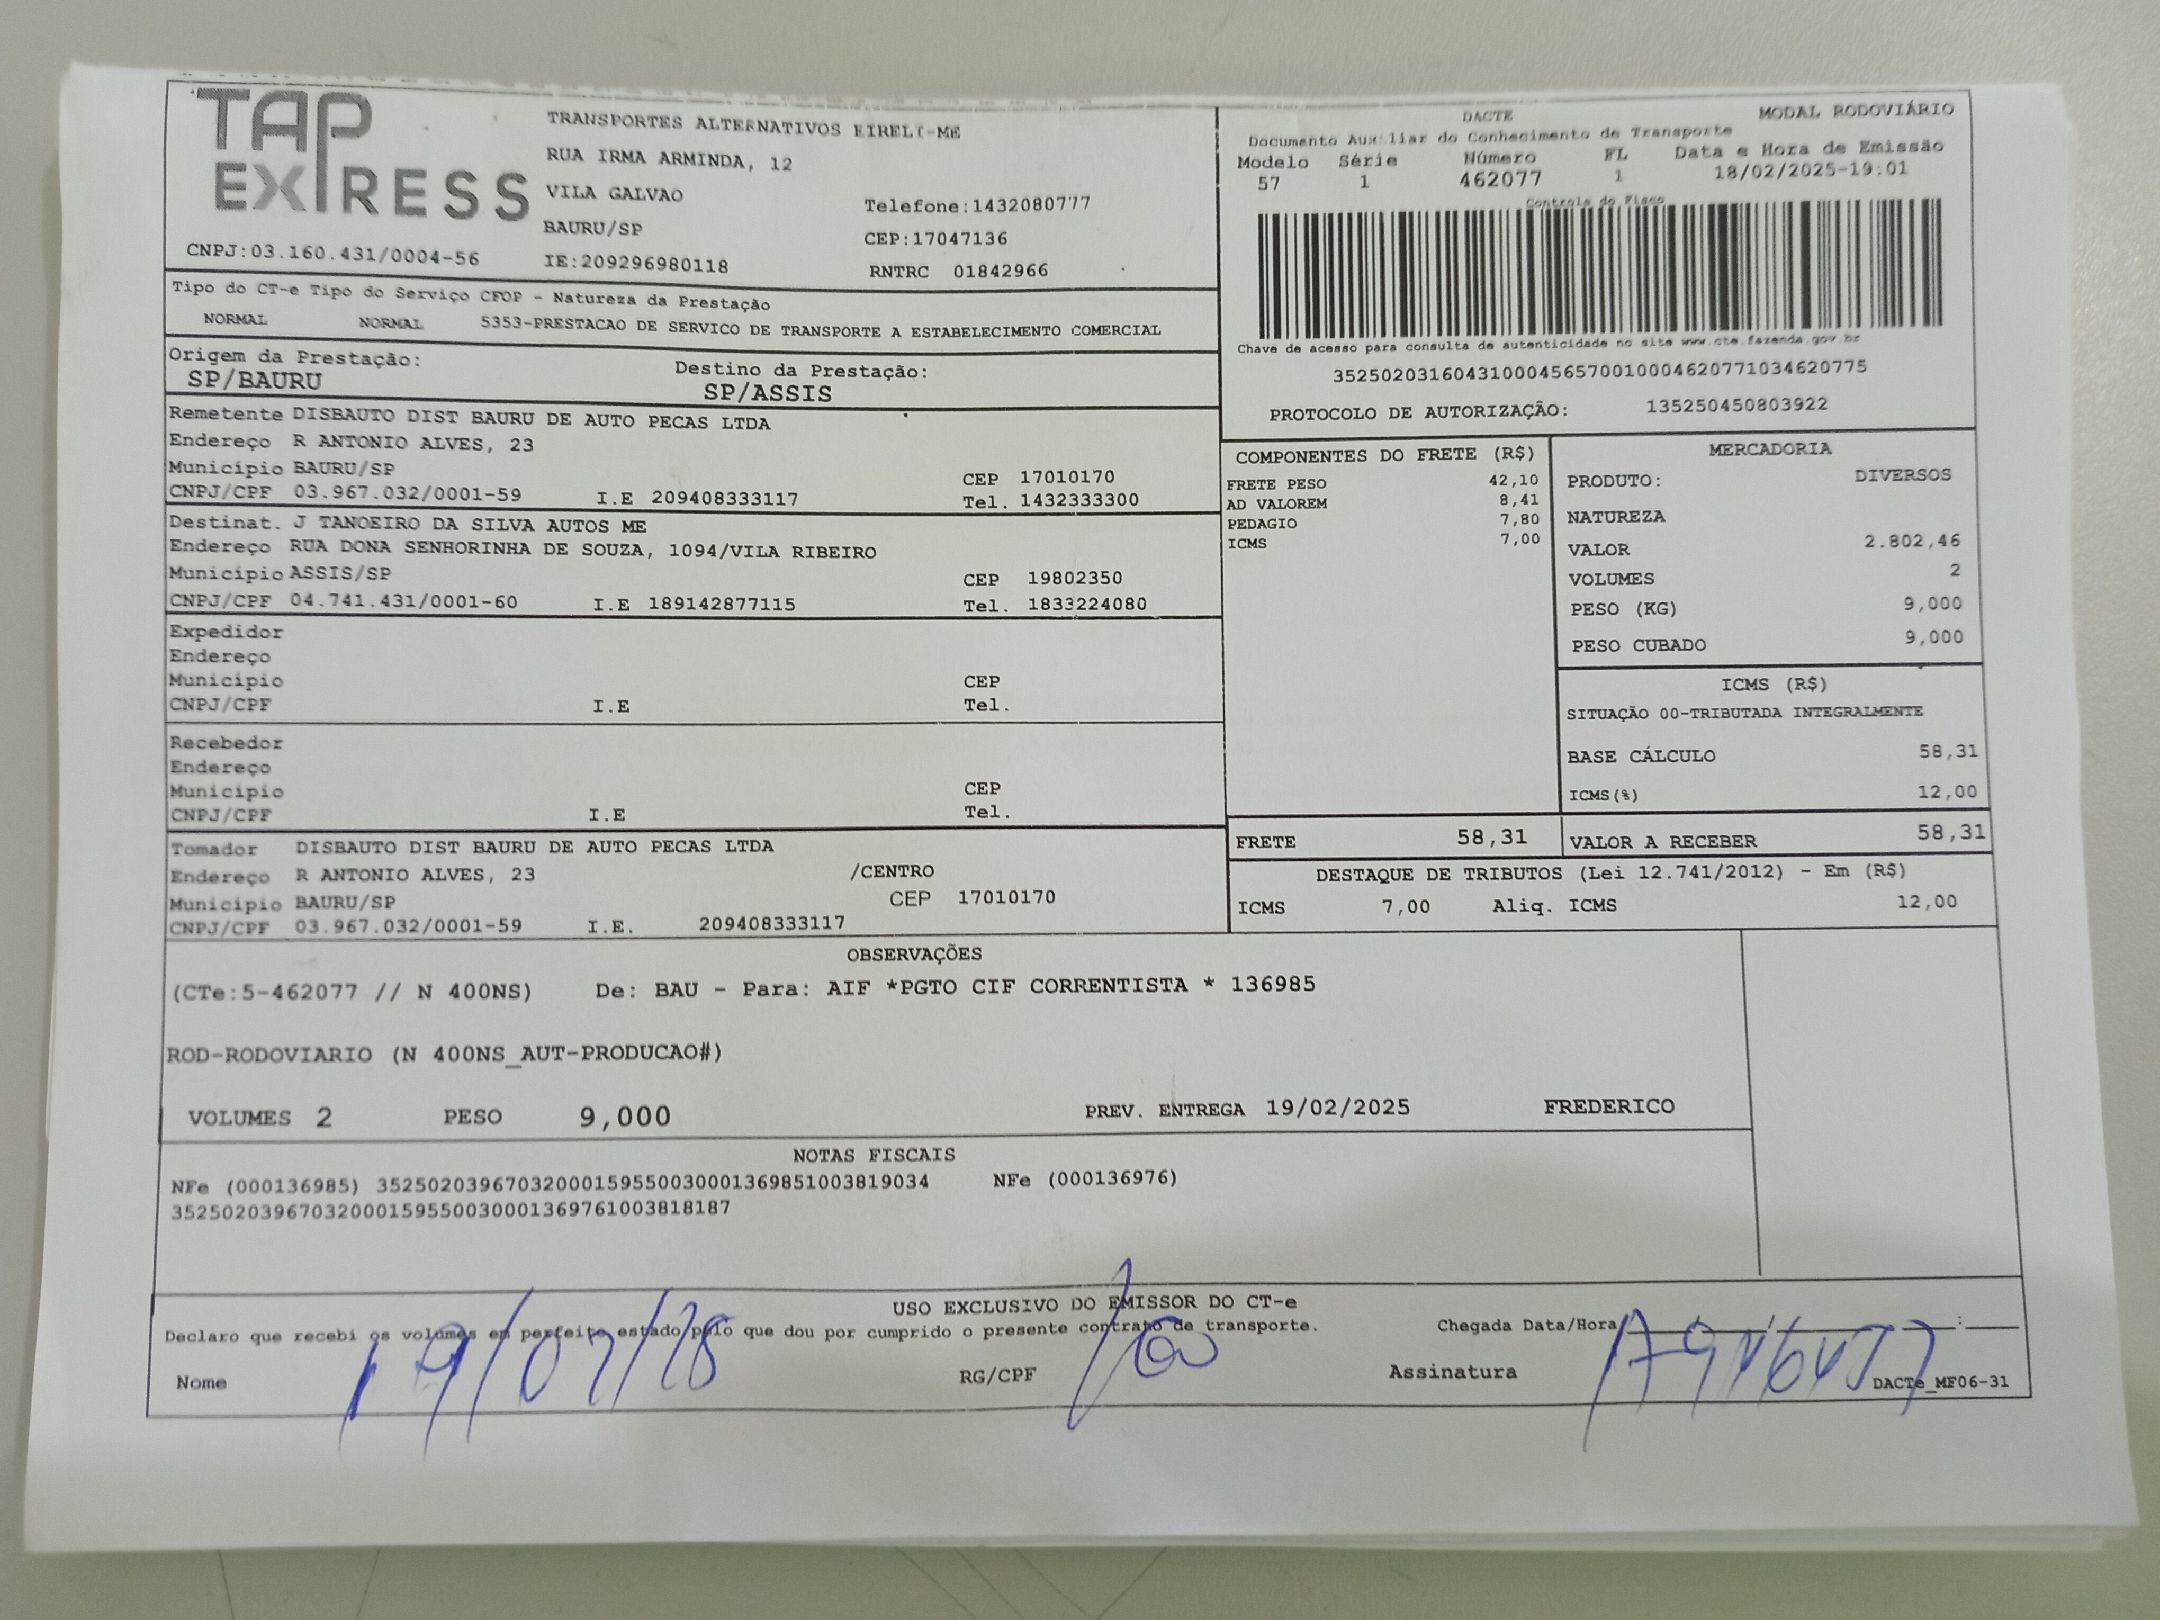 TAP EXPRESS
CNPJ:03.160.431/0004-56
TRANSPORTES ALTERNATIVOS EIRELI-ME
RUA IRMA ARMINDA, 12
VILA GALVAO
BAURU/SP
IE:209296980118
Telefone:1432080777
CEP:17047136
RNTRC 01842966
DACTE MODAL RODOVIÁRIO
Documento Auxiliar do Conhecimento de Transporte
Modelo Série Número FL Data e Hora de Emissão
57 1 462077 1 18/02/2025-19:01
Controle do Fisco
Chave de acesso para consulta de autenticidade no site www.cte.fazenda.gov.br
35250203160431000456570010004620771034620775
PROTOCOLO DE AUTORIZAÇÃO: 135250450803922
Tipo do CT-e Tipo do Serviço CFOP - Natureza da Prestação
NORMAL NORMAL 5353-PRESTACAO DE SERVICO DE TRANSPORTE A ESTABELECIMENTO COMERCIAL
Origem da Prestação: Destino da Prestação:
SP/BAURU SP/ASSIS
Remetente DISBAUTO DIST BAURU DE AUTO PECAS LTDA
Endereço R ANTONIO ALVES, 23
Município BAURU/SP CEP 17010170
CNPJ/CPF 03.967.032/0001-59 I.E 209408333117 Tel. 1432333300
Destinat. J TANOEIRO DA SILVA AUTOS ME
Endereço RUA DONA SENHORINHA DE SOUZA, 1094/VILA RIBEIRO
Município ASSIS/SP CEP 19802350
CNPJ/CPF 04.741.431/0001-60 I.E 189142877115 Tel. 1833224080
Expedidor
Endereço
Município CEP
CNPJ/CPF I.E Tel.
Recebedor
Endereço
Município CEP
CNPJ/CPF I.E Tel.
Tomador DISBAUTO DIST BAURU DE AUTO PECAS LTDA
Endereço R ANTONIO ALVES, 23 /CENTRO
Município BAURU/SP CEP 17010170
CNPJ/CPF 03.967.032/0001-59 I.E. 209408333117
COMPONENTES DO FRETE (R$)
FRETE PESO 42,10
AD VALOREM 8,41
PEDAGIO 7,80
ICMS 7,00
MERCADORIA
PRODUTO: DIVERSOS
NATUREZA
VALOR 2.802,46
VOLUMES 2
PESO (KG) 9,000
PESO CUBADO 9,000
ICMS (R$)
SITUAÇÃO 00-TRIBUTADA INTEGRALMENTE
BASE CÁLCULO 58,31
ICMS(%) 12,00
FRETE 58,31 VALOR A RECEBER 58,31
DESTAQUE DE TRIBUTOS (Lei 12.741/2012) - Em (R$)
ICMS 7,00 Aliq. ICMS 12,00
OBSERVAÇÕES
(CTe:5-462077 // N 400NS) De: BAU - Para: AIF *PGTO CIF CORRENTISTA * 136985
ROD-RODOVIARIO (N 400NS_AUT-PRODUCAO#)
VOLUMES 2 PESO 9,000 PREV. ENTREGA 19/02/2025 FREDERICO
NOTAS FISCAIS
NFe (000136985) 35250203967032000159550030001369851003819034 NFe (000136976)
35250203967032000159550030001369761003818187
USO EXCLUSIVO DO EMISSOR DO CT-e
Declaro que recebi os volumes em perfeito estado pelo que dou por cumprido o presente contrato de transporte. Chegada Data/Hora __/__/__ __:__
Nome RG/CPF Assinatura DACTe_MF06-31